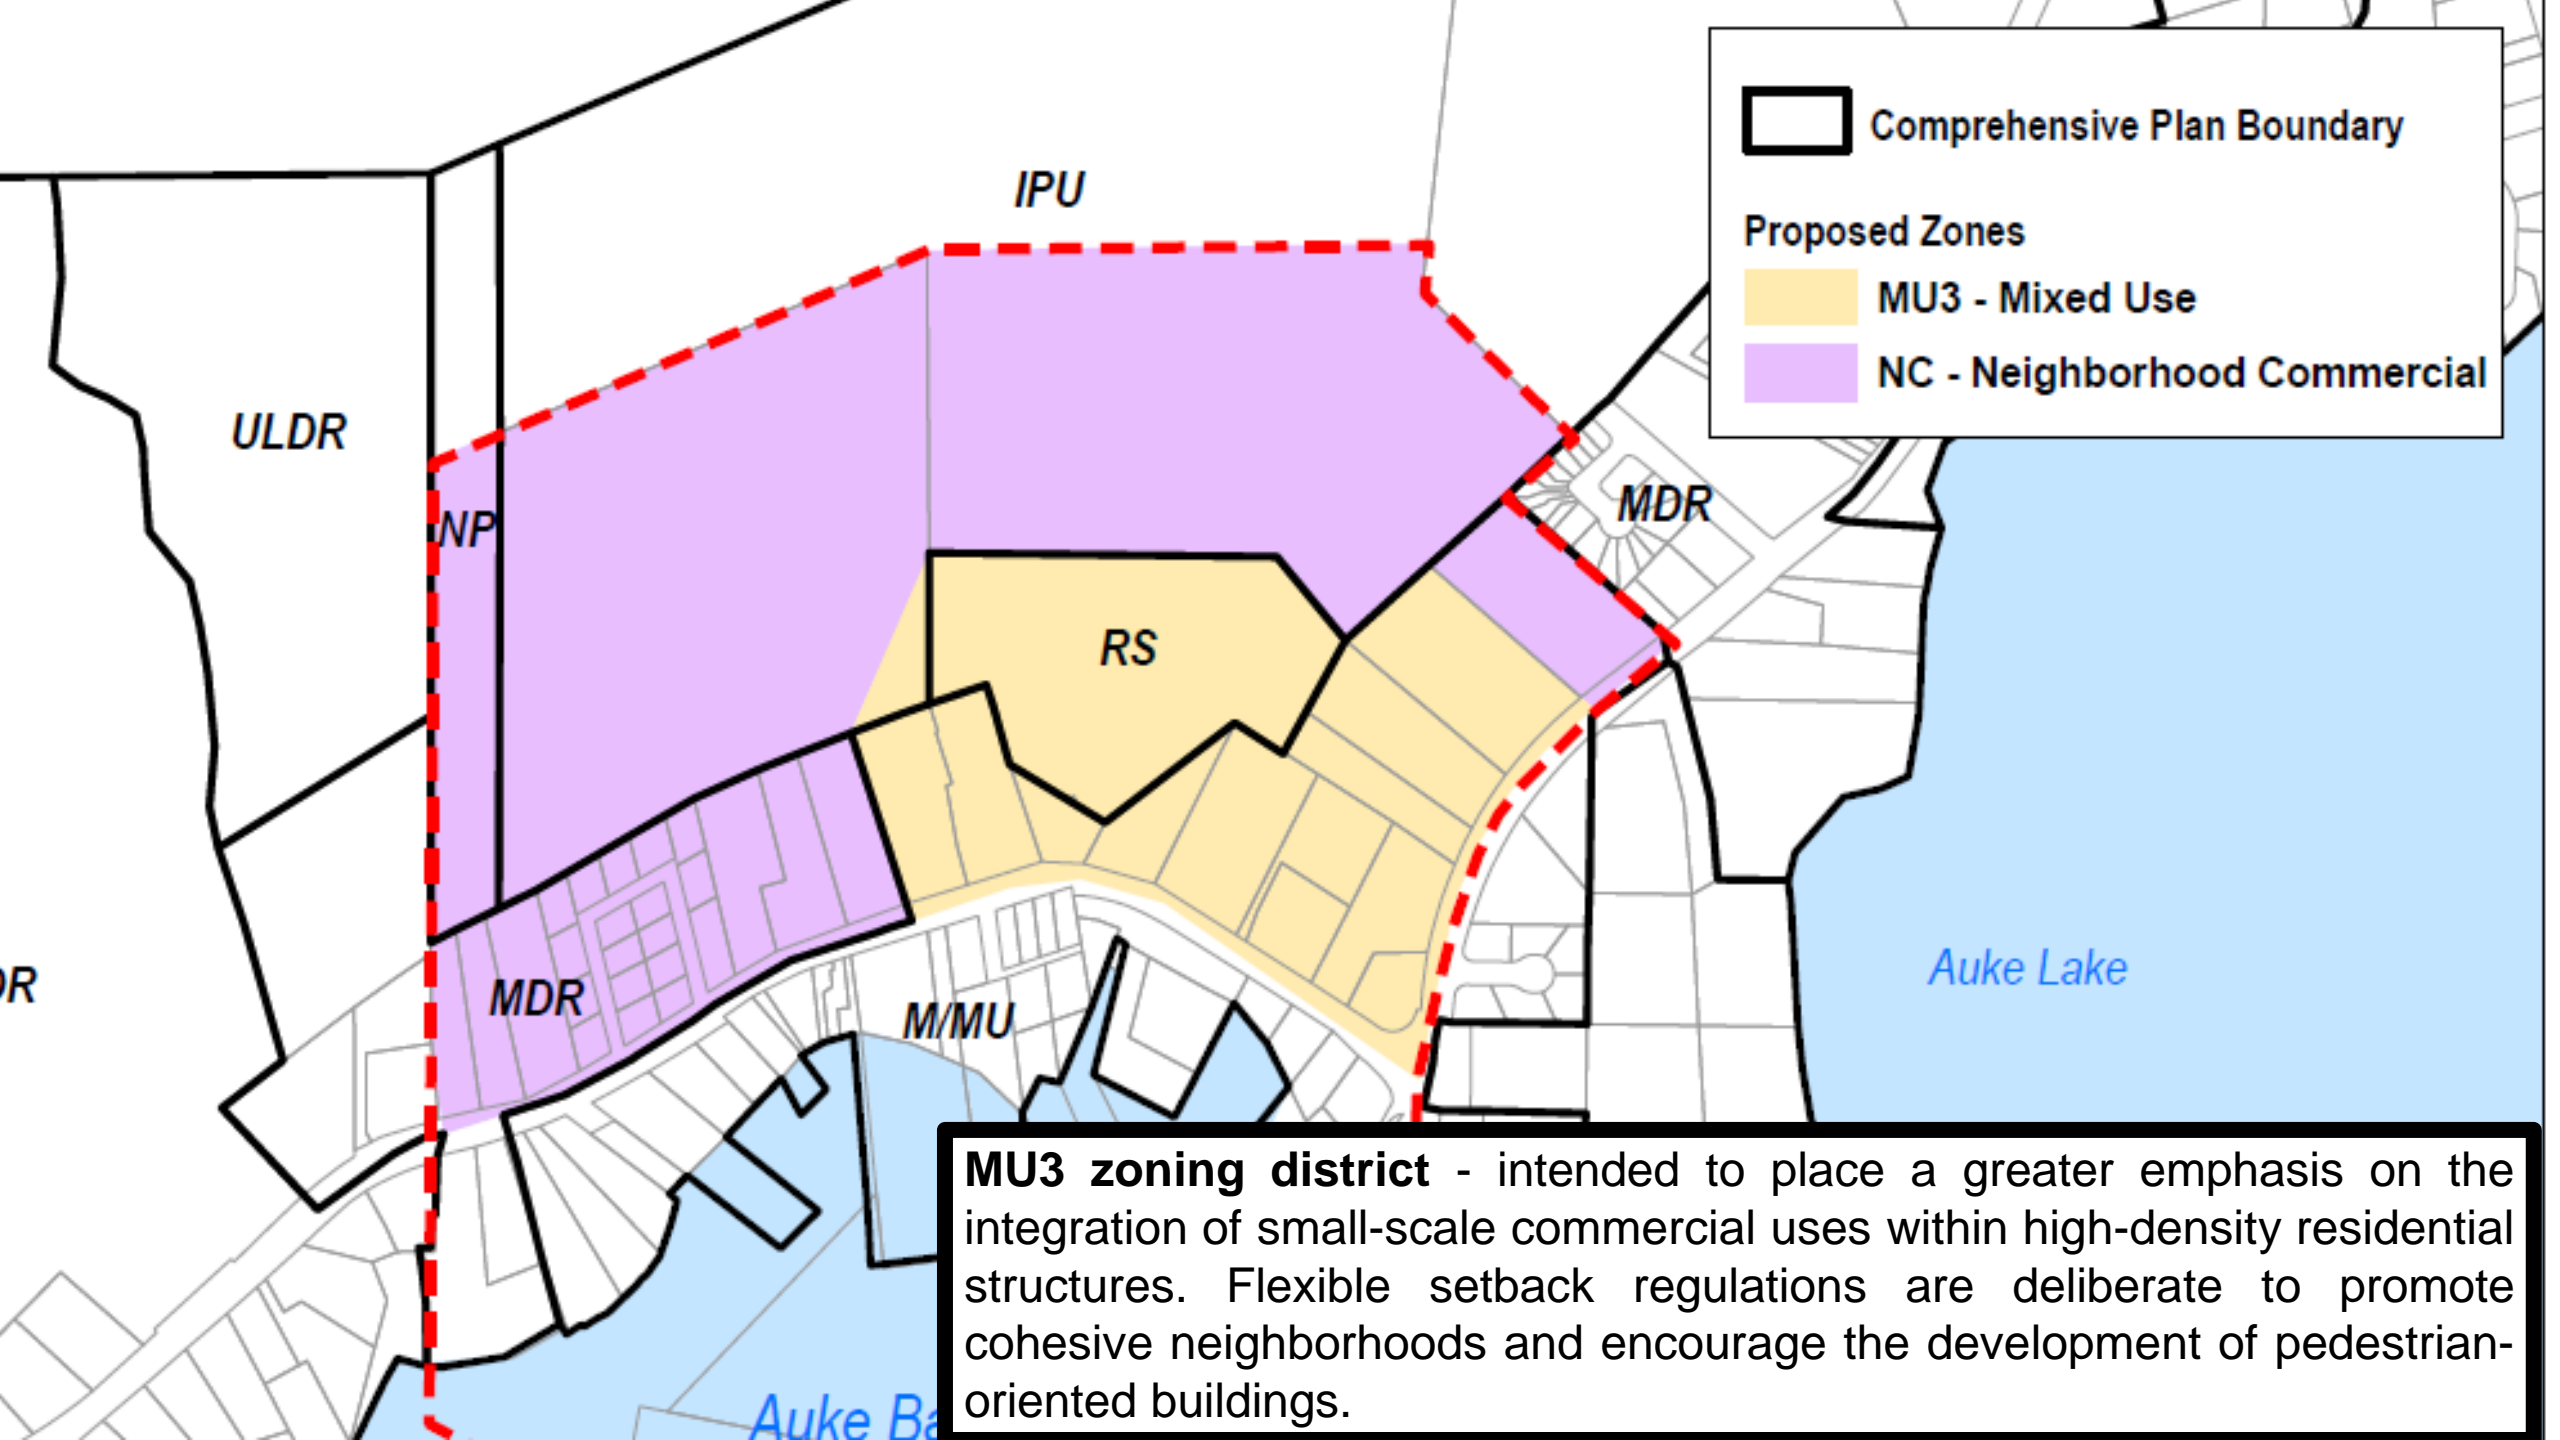 Comprehensive Plan Boundary
Proposed Zones
MU3 - Mixed Use
NC - Neighborhood Commercial
IPU
ULDR
NP
MDR
RS
MDR
M/MU
Auke Lake
MU3 zoning district - intended to place a greater emphasis on the
integration of small-scale commercial uses within high-density residential
structures. Flexible setback regulations are deliberate to promote
cohesive neighborhoods and encourage the development of pedestrian-
oriented buildings.
Auke